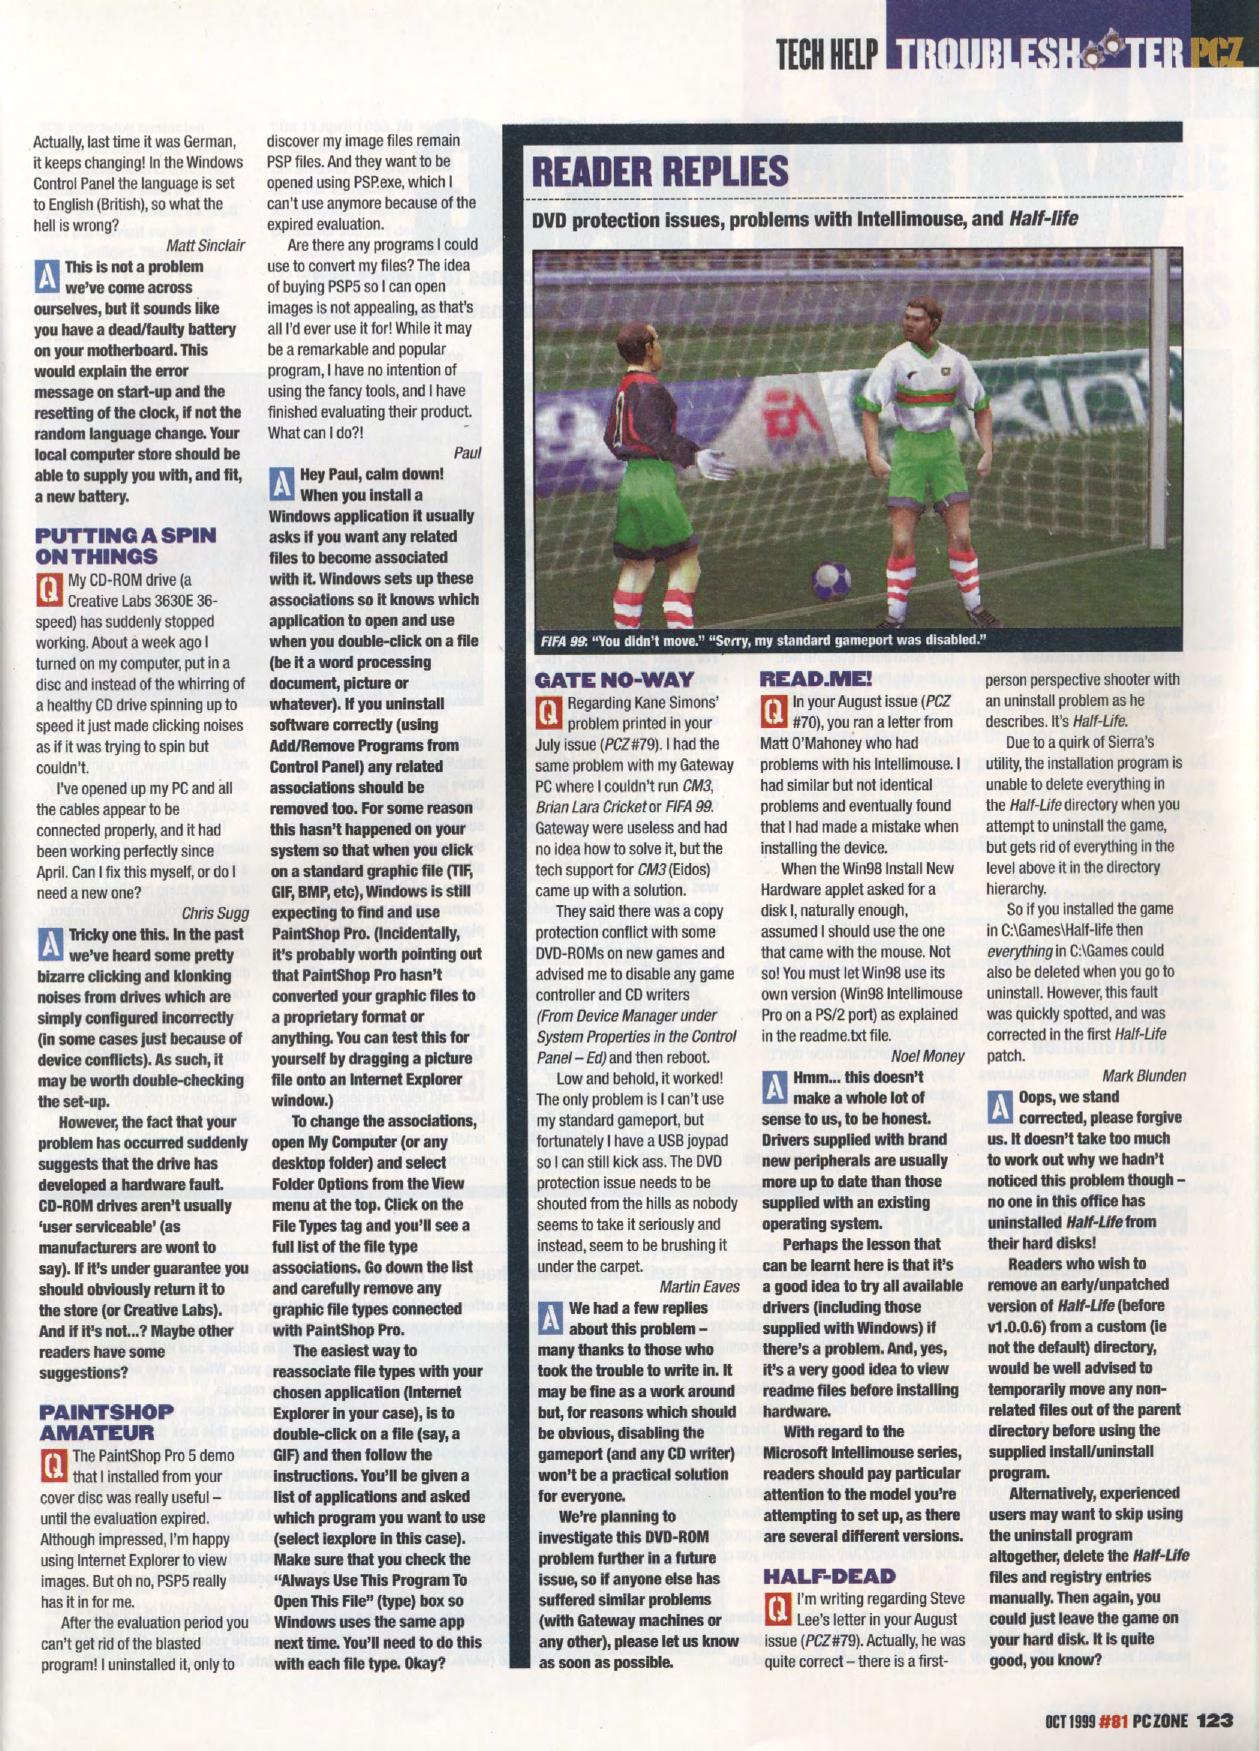 TECH HELP TROUBLESHOOTER PCZ
Actually, last time it was German,
it keeps changing! In the Windows
Control Panel the language is set
to English (British), so what the
hell is wrong?
Matt Sinclair
A This is not a problem
we've come across
ourselves, but it sounds like
you have a dead/faulty battery
on your motherboard. This
would explain the error
message on start-up and the
resetting of the clock, if not the
random language change. Your
local computer store should be
able to supply you with, and fit,
a new battery.
PUTTING A SPIN
ON THINGS
Q My CD-ROM drive (a
Creative Labs 3630E 36-
speed) has suddenly stopped
working. About a week ago I
turned on my computer, put in a
disc and instead of the whirring of
a healthy CD drive spinning up to
speed it just made clicking noises
as if it was trying to spin but
couldn't.
I've opened up my PC and all
the cables appear to be
connected properly, and it had
been working perfectly since
April. Can I fix this myself, or do I
need a new one?
Chris Sugg
A Tricky one this. In the past
we've heard some pretty
bizarre clicking and klonking
noises from drives which are
simply configured incorrectly
(in some cases just because of
device conflicts). As such, it
may be worth double-checking
the set-up.
However, the fact that your
problem has occurred suddenly
suggests that the drive has
developed a hardware fault.
CD-ROM drives aren't usually
'user serviceable' (as
manufacturers are wont to
say). If it's under guarantee you
should obviously return it to
the store (or Creative Labs).
And if it's not...? Maybe other
readers have some
suggestions?
PAINTSHOP
AMATEUR
Q The PaintShop Pro 5 demo
that I installed from your
cover disc was really useful –
until the evaluation expired.
Although impressed, I'm happy
using Internet Explorer to view
images. But oh no, PSP5 really
has it in for me.
After the evaluation period you
can't get rid of the blasted
program! I uninstalled it, only to
discover my image files remain
PSP files. And they want to be
opened using PSP.exe, which I
can't use anymore because of the
expired evaluation.
Are there any programs I could
use to convert my files? The idea
of buying PSP5 so I can open
images is not appealing, as that's
all I'd ever use it for! While it may
be a remarkable and popular
program, I have no intention of
using the fancy tools, and I have
finished evaluating their product.
What can I do?!
Paul
A Hey Paul, calm down!
When you install a
Windows application it usually
asks if you want any related
files to become associated
with it. Windows sets up these
associations so it knows which
application to open and use
when you double-click on a file
(be it a word processing
document, picture or
whatever). If you uninstall
software correctly (using
Add/Remove Programs from
Control Panel) any related
associations should be
removed too. For some reason
this hasn't happened on your
system so that when you click
on a standard graphic file (TIF,
GIF, BMP, etc), Windows is still
expecting to find and use
PaintShop Pro. (Incidentally,
it's probably worth pointing out
that PaintShop Pro hasn't
converted your graphic files to
a proprietary format or
anything. You can test this for
yourself by dragging a picture
file onto an Internet Explorer
window.)
To change the associations,
open My Computer (or any
desktop folder) and select
Folder Options from the View
menu at the top. Click on the
File Types tag and you'll see a
full list of the file type
associations. Go down the list
and carefully remove any
graphic file types connected
with PaintShop Pro.
The easiest way to
reassociate file types with your
chosen application (Internet
Explorer in your case), is to
double-click on a file (say, a
GIF) and then follow the
instructions. You'll be given a
list of applications and asked
which program you want to use
(select iexplore in this case).
Make sure that you check the
"Always Use This Program To
Open This File" (type) box so
Windows uses the same app
next time. You'll need to do this
with each file type. Okay?
READER REPLIES
DVD protection issues, problems with Intellimouse, and Half-life
EA
FIFA 99: "You didn't move." "Sorry, my standard gameport was disabled."
GATE NO-WAY
Q Regarding Kane Simons'
problem printed in your
July issue (PCZ #79). I had the
same problem with my Gateway
PC where I couldn't run CM3,
Brian Lara Cricket or FIFA 99.
Gateway were useless and had
no idea how to solve it, but the
tech support for CM3 (Eidos)
came up with a solution.
They said there was a copy
protection conflict with some
DVD-ROMs on new games and
advised me to disable any game
controller and CD writers
(From Device Manager under
System Properties in the Control
Panel – Ed) and then reboot.
Low and behold, it worked!
The only problem is I can't use
my standard gameport, but
fortunately I have a USB joypad
so I can still kick ass. The DVD
protection issue needs to be
shouted from the hills as nobody
seems to take it seriously and
instead, seem to be brushing it
under the carpet.
Martin Eaves
A We had a few replies
about this problem –
many thanks to those who
took the trouble to write in. It
may be fine as a work around
but, for reasons which should
be obvious, disabling the
gameport (and any CD writer)
won't be a practical solution
for everyone.
We're planning to
investigate this DVD-ROM
problem further in a future
issue, so if anyone else has
suffered similar problems
(with Gateway machines or
any other), please let us know
as soon as possible.
READ.ME!
Q In your August issue (PCZ
#70), you ran a letter from
Matt O'Mahoney who had
problems with his Intellimouse. I
had similar but not identical
problems and eventually found
that I had made a mistake when
installing the device.
When the Win98 Install New
Hardware applet asked for a
disk I, naturally enough,
assumed I should use the one
that came with the mouse. Not
so! You must let Win98 use its
own version (Win98 Intellimouse
Pro on a PS/2 port) as explained
in the readme.txt file.
Noel Money
A Hmm... this doesn't
make a whole lot of
sense to us, to be honest.
Drivers supplied with brand
new peripherals are usually
more up to date than those
supplied with an existing
operating system.
Perhaps the lesson that
can be learnt here is that it's
a good idea to try all available
drivers (including those
supplied with Windows) if
there's a problem. And, yes,
it's a very good idea to view
readme files before installing
hardware.
With regard to the
Microsoft Intellimouse series,
readers should pay particular
attention to the model you're
attempting to set up, as there
are several different versions.
HALF-DEAD
Q I'm writing regarding Steve
Lee's letter in your August
issue (PCZ #79). Actually, he was
quite correct – there is a first-
person perspective shooter with
an uninstall problem as he
describes. It's Half-Life.
Due to a quirk of Sierra's
utility, the installation program is
unable to delete everything in
the Half-Life directory when you
attempt to uninstall the game,
but gets rid of everything in the
level above it in the directory
hierarchy.
So if you installed the game
in C:\Games\Half-life then
everything in C:\Games could
also be deleted when you go to
uninstall. However, this fault
was quickly spotted, and was
corrected in the first Half-Life
patch.
Mark Blunden
A Oops, we stand
corrected, please forgive
us. It doesn't take too much
to work out why we hadn't
noticed this problem though –
no one in this office has
uninstalled Half-Life from
their hard disks!
Readers who wish to
remove an early/unpatched
version of Half-Life (before
v1.0.0.6) from a custom (ie
not the default) directory,
would be well advised to
temporarily move any non-
related files out of the parent
directory before using the
supplied install/uninstall
program.
Alternatively, experienced
users may want to skip using
the uninstall program
altogether, delete the Half-Life
files and registry entries
manually. Then again, you
could just leave the game on
your hard disk. It is quite
good, you know?
OCT 1999 #81 PC ZONE 123